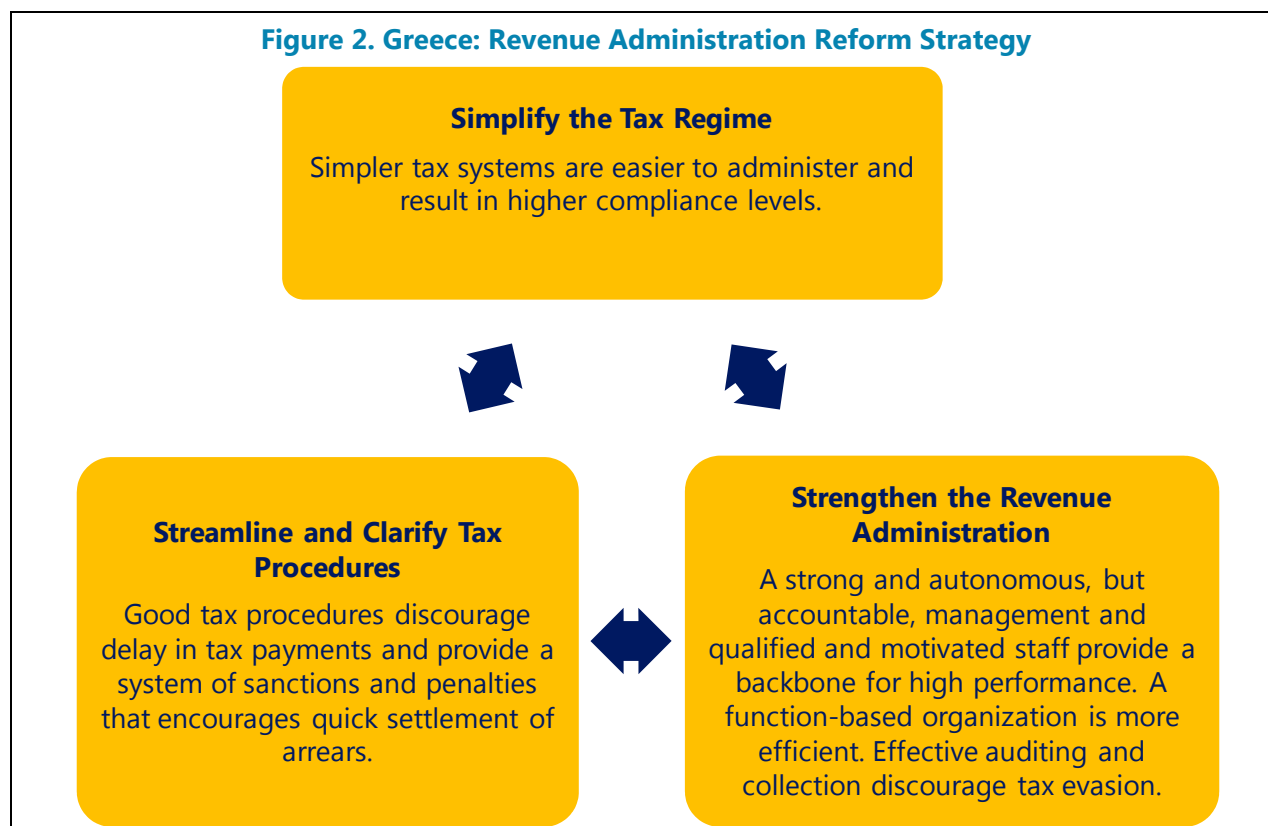 Figure 2. Greece: Revenue Administration Reform Strategy
Simplify the Tax Regime
Simpler tax systems are easier to administer and
result in higher compliance levels.
Streamline and Clarify Tax
Procedures
Good tax procedures discourage
delay in tax payments and provide a
system of sanctions and penalties
that encourages quick settlement of
arrears.
Strengthen the Revenue
Administration
A strong and autonomous, but
accountable, management and
qualified and motivated staff provide a
backbone for high performance. A
function-based organization is more
efficient. Effective auditing and
collection discourage tax evasion.